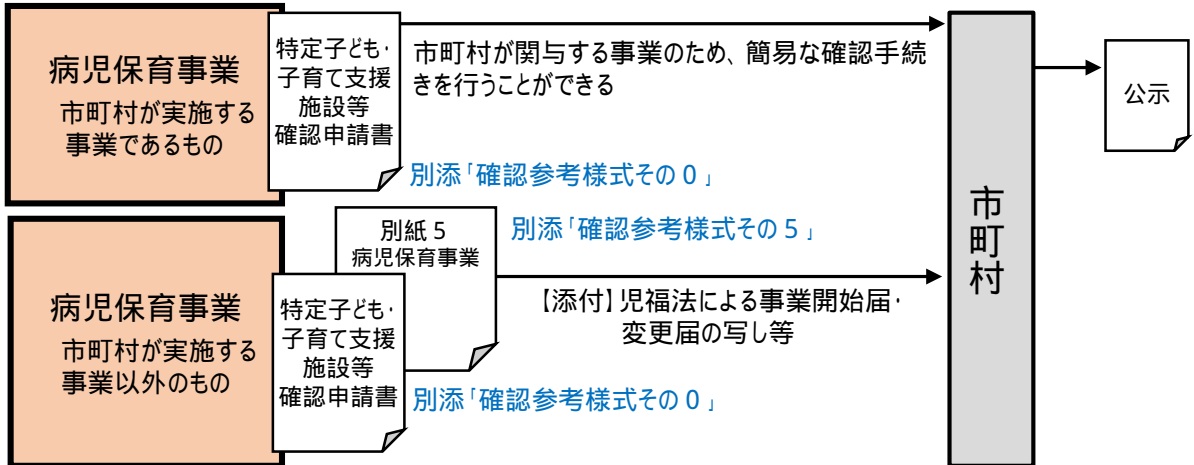 病児保育事業
市町村が実施する
事業であるもの
特定子ども・
子育て支援
施設等
確認申請書
市町村が関与する事業のため、簡易な確認手続
きを行うことができる
別添「確認参考様式その０」
公示
市町村
病児保育事業
市町村が実施する
事業以外のもの
別紙５
病児保育事業
特定子ども・
子育て支援
施設等
確認申請書
別添「確認参考様式その５」
【添付】児福法による事業開始届・
変更届の写し等
別添「確認参考様式その０」